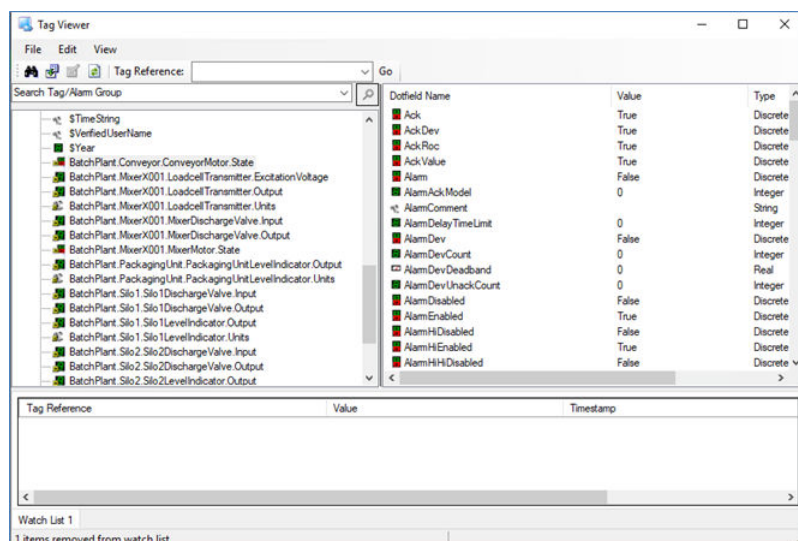 Tag Viewer
File Edit View
Tag Reference: Go
Search Tag/Alarm Group
$TimeString
$VerifiedUserName
$Year
BatchPlant.Conveyor.ConveyorMotor.State
BatchPlant.MixerX001.LoadcellTransmitter.ExcitationVoltage
BatchPlant.MixerX001.LoadcellTransmitter.Output
BatchPlant.MixerX001.LoadcellTransmitter.Units
BatchPlant.MixerX001.MixerDischargeValve.Input
BatchPlant.MixerX001.MixerDischargeValve.Output
BatchPlant.MixerX001.MixerMotor.State
BatchPlant.PackagingUnit.PackagingUnitLevelIndicator.Output
BatchPlant.PackagingUnit.PackagingUnitLevelIndicator.Units
BatchPlant.Silo1.Silo1DischargeValve.Input
BatchPlant.Silo1.Silo1DischargeValve.Output
BatchPlant.Silo1.Silo1LevelIndicator.Output
BatchPlant.Silo1.Silo1LevelIndicator.Units
BatchPlant.Silo2.Silo2DischargeValve.Input
BatchPlant.Silo2.Silo2DischargeValve.Output
BatchPlant.Silo2.Silo2LevelIndicator.Output
Dotfield Name Value Type
Ack True Discrete
AckDev True Discrete
AckRoc True Discrete
AckValue True Discrete
Alarm False Discrete
AlarmAckModel 0 Integer
AlarmComment String
AlarmDelayTimeLimit 0 Integer
AlarmDev False Discrete
AlarmDevCount 0 Integer
AlarmDevDeadband 0 Real
AlarmDevUnackCount 0 Integer
AlarmDisabled False Discrete
AlarmEnabled True Discrete
AlarmHiDisabled False Discrete
AlarmHiEnabled True Discrete
AlarmHiHiDisabled False Discrete
Tag Reference Value Timestamp
Watch List 1
1 items removed from watch list